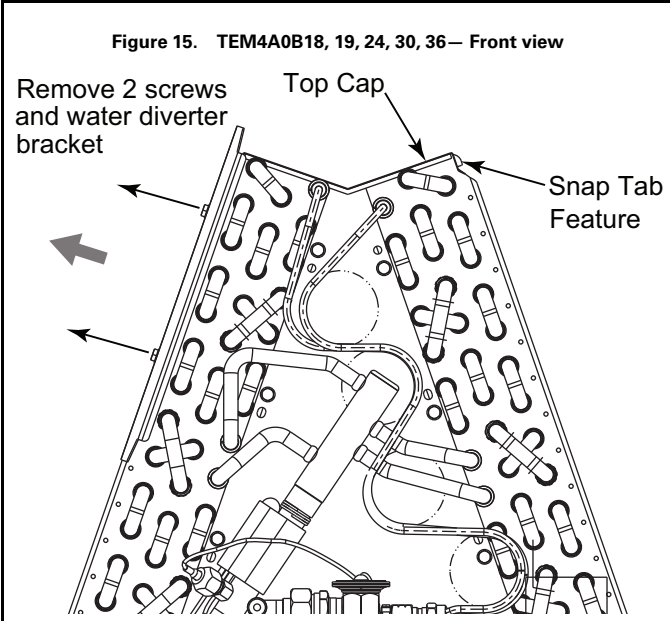 Figure 15. TEM4A0B18, 19, 24, 30, 36— Front view
Remove 2 screws
and water diverter
bracket
Top Cap
Snap Tab
Feature